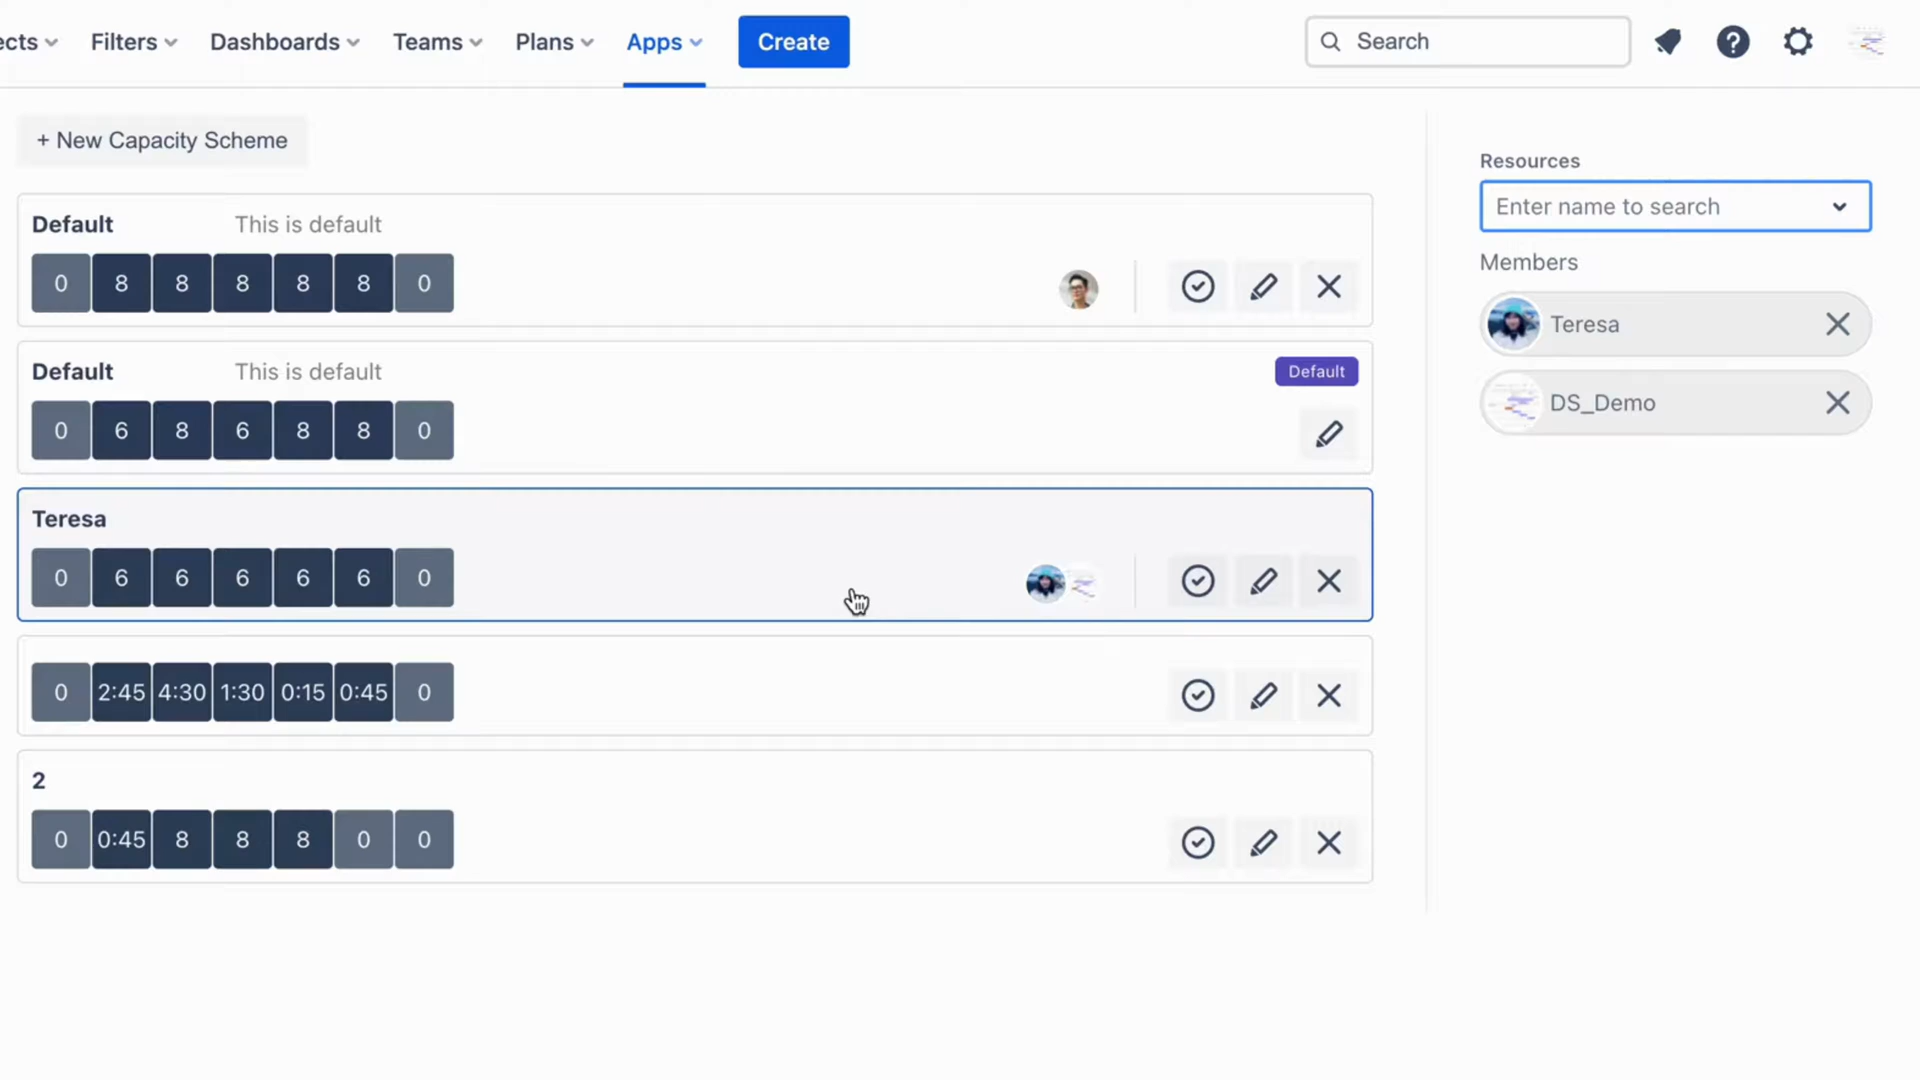 ects Filters Dashboards Teams Plans Apps Create Search
+ New Capacity Scheme
Default This is default
0 8 8 8 8 8 0
Default This is default Default
0 6 8 6 8 8 0
Teresa
0 6 6 6 6 6 0
0 2:45 4:30 1:30 0:15 0:45 0
2
0 0:45 8 8 8 0 0
Resources
Enter name to search
Members
Teresa
DS_Demo